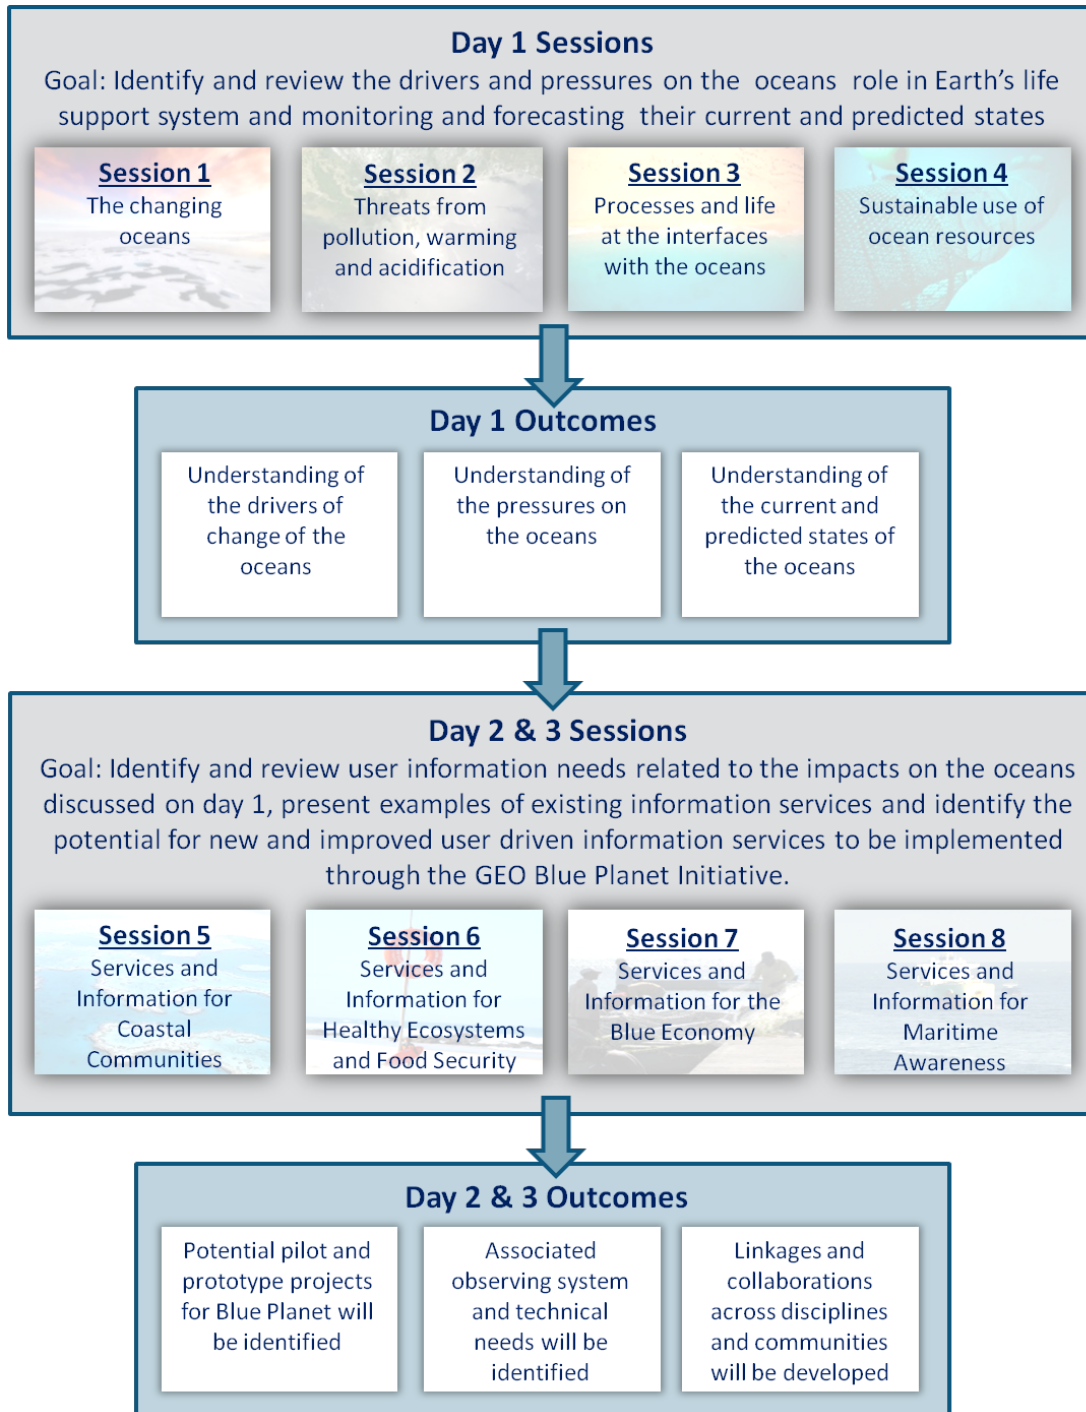 Day 1 Sessions
Goal: Identify and review the drivers and pressures on the oceans role in Earth's life
support system and monitoring and forecasting their current and predicted states
Session 1
The changing
oceans
Session 2
Threats from
pollution, warming
and acidification
Session 3
Processes and life
at the interfaces
with the oceans
Session 4
Sustainable use of
ocean resources
Day 1 Outcomes
Understanding of
the drivers of
change of the
oceans
Understanding of
the pressures on
the oceans
Understanding of
the current and
predicted states of
the oceans
Day 2 & 3 Sessions
Goal: Identify and review user information needs related to the impacts on the oceans
discussed on day 1, present examples of existing information services and identify the
potential for new and improved user driven information services to be implemented
through the GEO Blue Planet Initiative.
Session 5
Services and
Information for
Coastal
Communities
Session 6
Services and
Information for
Healthy Ecosystems
and Food Security
Session 7
Services and
Information for the
Blue Economy
Session 8
Services and
Information for
Maritime
Awareness
Day 2 & 3 Outcomes
Potential pilot and
prototype projects
for Blue Planet will
be identified
Associated
observing system
and technical
needs will be
identified
Linkages and
collaborations
across disciplines
and communities
will be developed